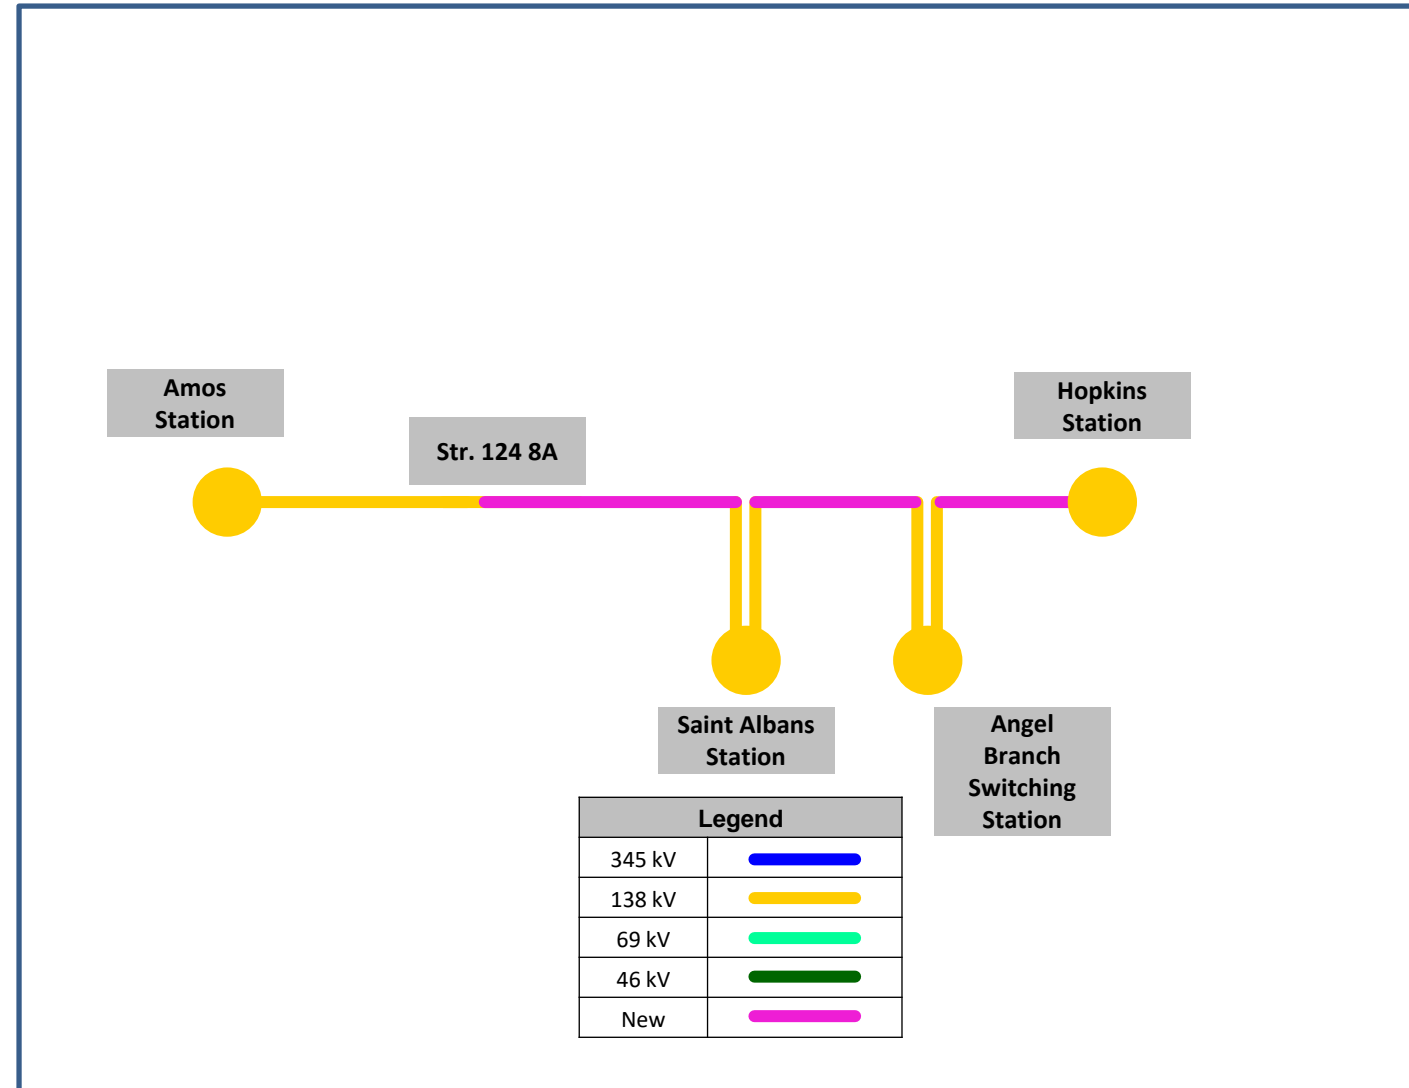 Amos
Station
Hopkins
Station
Str. 124 8A
Saint Albans
Station
Angel
Branch
Switching
Station
Legend
345 kV
138 kV
69 kV
46 kV
New